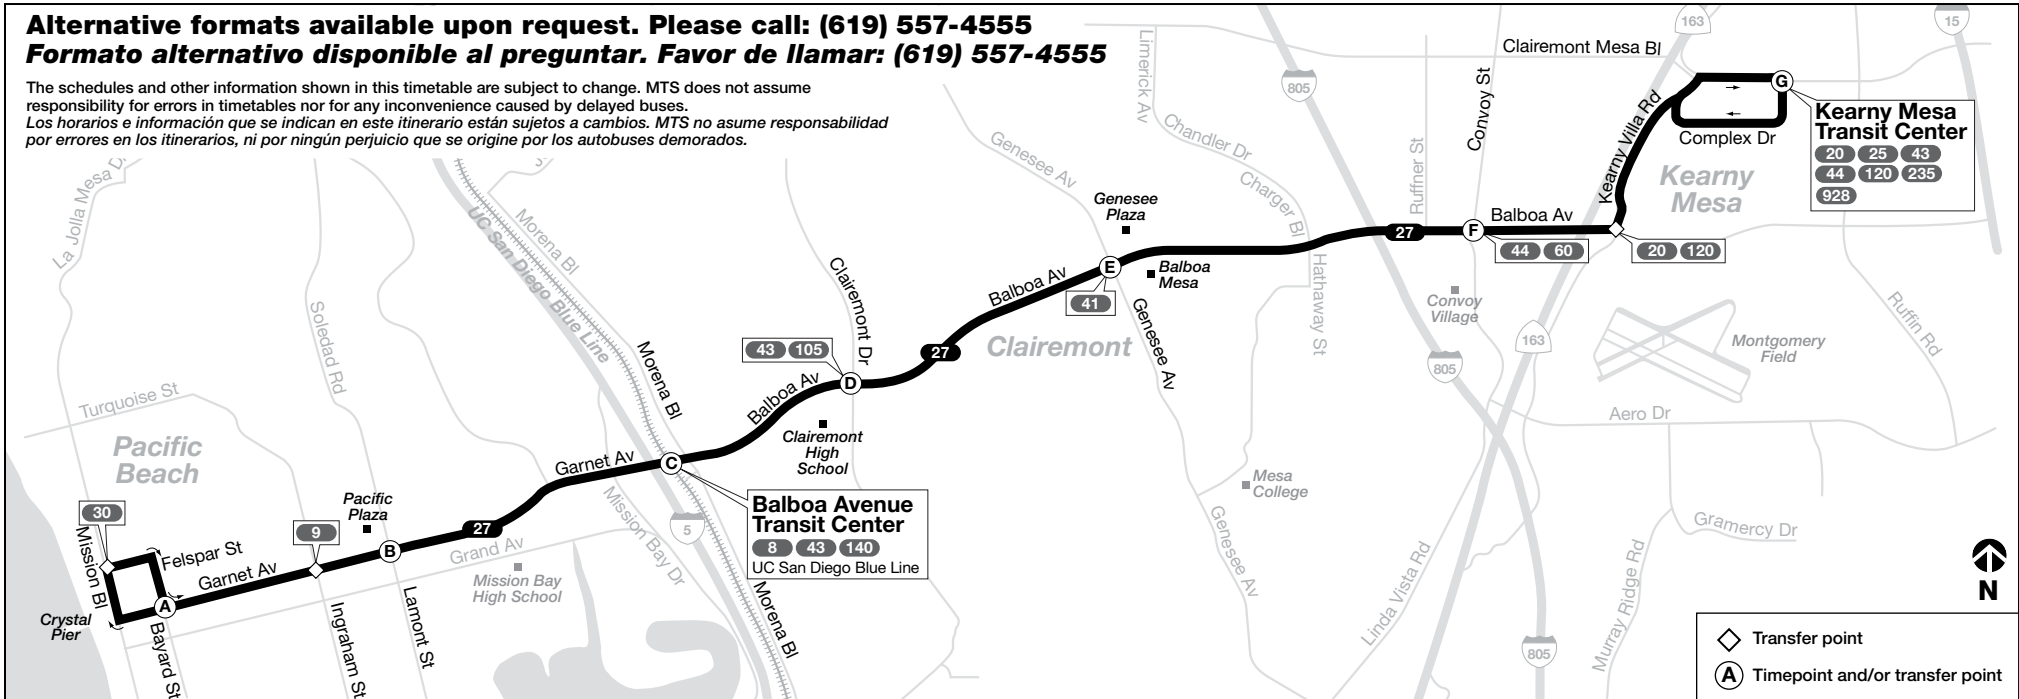 Alternative formats available upon request. Please call: (619) 557-4555
Formato alternativo disponible al preguntar. Favor de llamar: (619) 557-4555
The schedules and other information shown in this timetable are subject to change. MTS does not assume
responsibility for errors in timetables nor for any inconvenience caused by delayed buses.
Los horarios e información que se indican en este itinerario están sujetos a cambios. MTS no asume responsabilidad
por errores en los itinerarios, ni por ningún perjuicio que se origine por los autobuses demorados.
163
15
Clairemont Mesa Bl
Limerick Av
805
Convoy St
G
Kearny Villa Rd
Complex Dr
Kearny Mesa
Transit Center
20 25 43
44 120 235
928
Chandler Dr
Genesee Av
Charger Bl
Ruffner St
Kearny
Mesa
La Jolla Mesa Dr
Genesee
Plaza
Morena Bl
UC San Diego Blue Line
27
F
Balboa Av
44 60
20 120
E
Balboa
Mesa
41
Balboa Av
Hathaway St
Clairemont Dr
Genesee Av
Convoy
Village
Ruffin Rd
Soledad Rd
Morena Bl
43 105
27
Clairemont
163
Montgomery
Field
805
D
Balboa Av
Turquoise St
Aero Dr
Pacific
Beach
Clairemont
High
School
Garnet Av
C
Mesa
College
Balboa Avenue
Transit Center
8 43 140
UC San Diego Blue Line
Pacific
Plaza
30
9
27
5
Mission Bay Dr
Genesee Av
Gramercy Dr
Mission Bl
Felspar St
B
Grand Av
Garnet Av
Mission Bay
High School
A
Crystal
Pier
Bayard St
Ingraham St
Lamont St
Morena Bl
Linda Vista Rd
805
Murray Ridge Rd
N
Transfer point
A Timepoint and/or transfer point